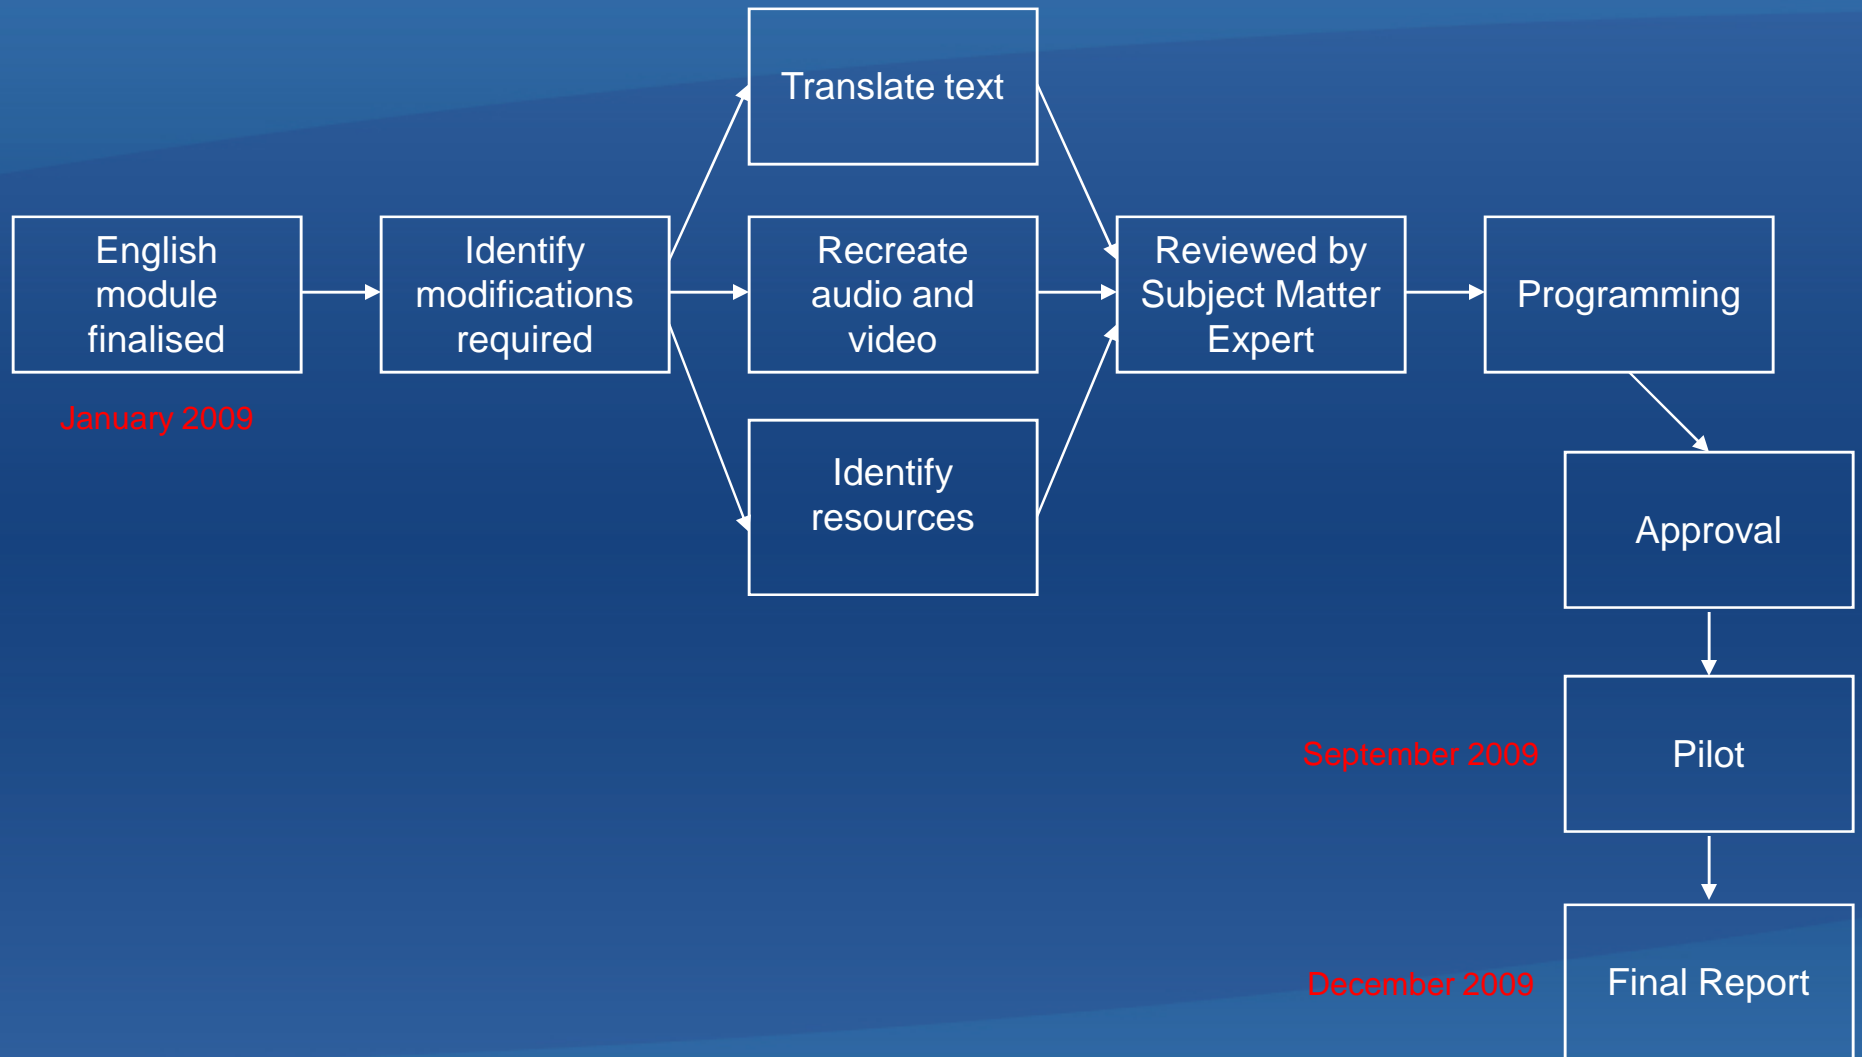 Translate text
English
module
finalised
January 2009
Identify
modifications
required
Recreate
audio and
video
Identify
resources
Reviewed by
Subject Matter
Expert
Programming
Approval
September 2009
Pilot
December 2009
Final Report